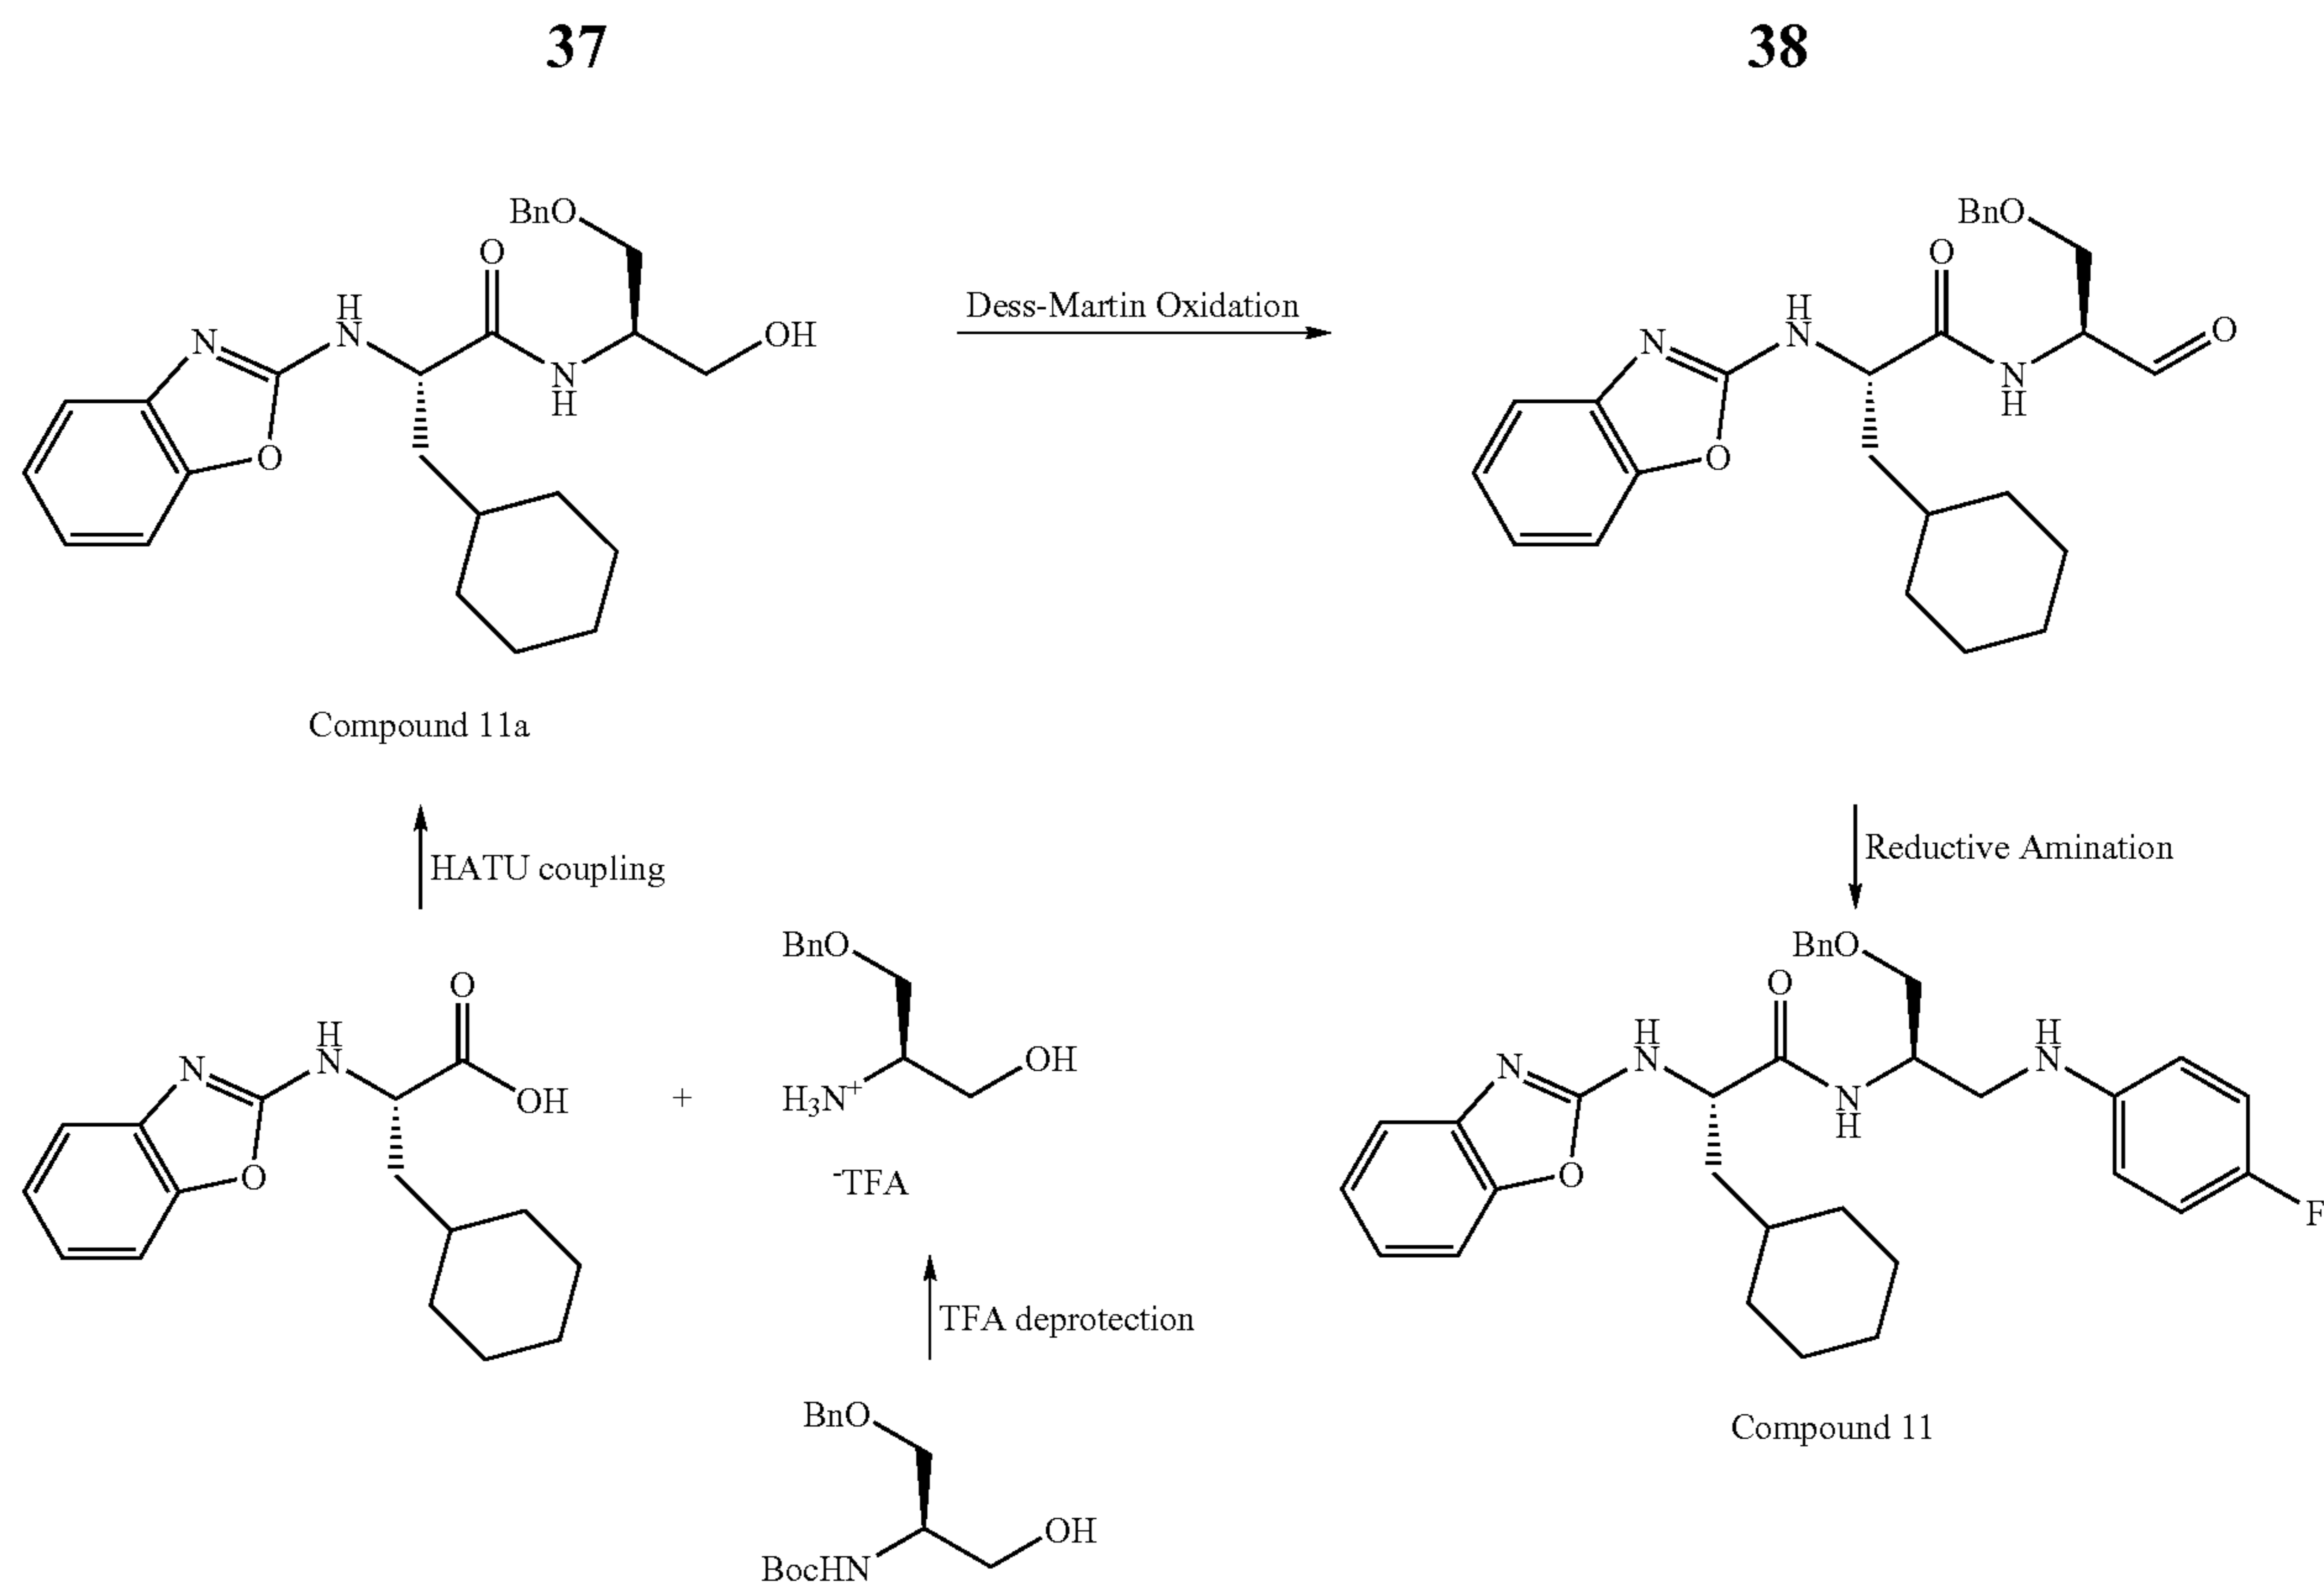 37
38
BnO
O
H
N
N
O
N
H
OH
Compound 11a
Dess-Martin Oxidation
BnO
O
H
N
N
O
N
H
O
HATU coupling
Reductive Amination
O
H
N
N
O
OH
+
BnO
H₃N⁺
OH
⁻TFA
TFA deprotection
BnO
BocHN
OH
BnO
O
H
N
N
O
N
H
H
N
F
Compound 11